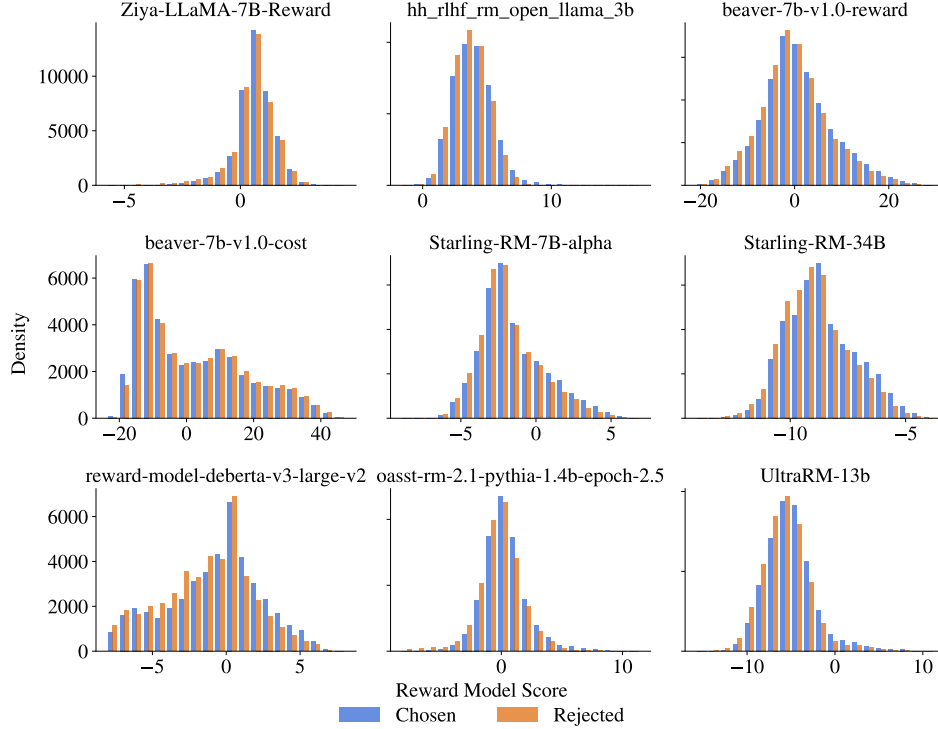 Ziya-LLaMA-7B-Reward hh_rlhf_rm_open_llama_3b beaver-7b-v1.0-reward
10000
5000
0
−5 0 0 10 −20 0 20
beaver-7b-v1.0-cost Starling-RM-7B-alpha Starling-RM-34B
6000
4000
2000
0
−20 0 20 40 −5 0 5 −10 −5
Density
reward-model-deberta-v3-large-v2 oasst-rm-2.1-pythia-1.4b-epoch-2.5 UltraRM-13b
6000
4000
2000
0
−5 0 5 0 10 −10 0 10
Reward Model Score
Chosen Rejected